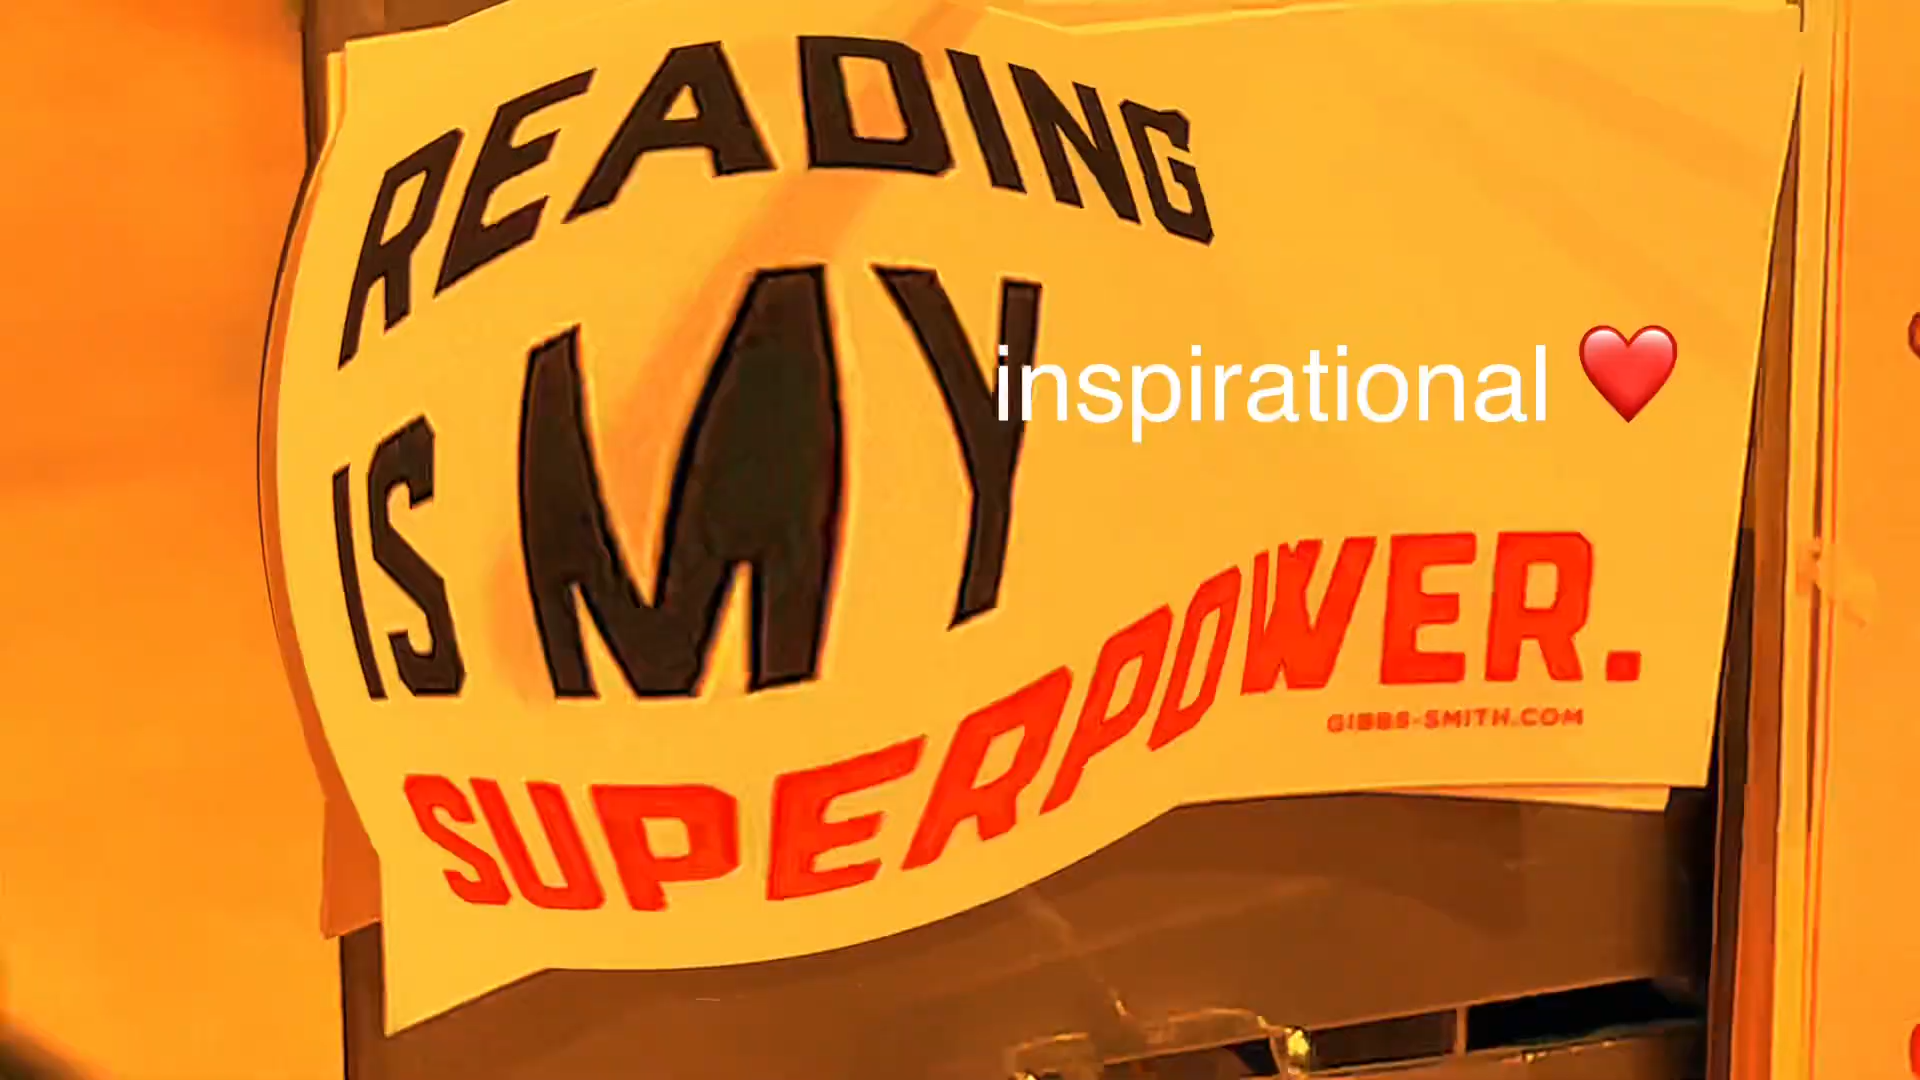 READING
IS MY
inspirational ❤️
SUPERPOWER.
GIBBS-SMITH.COM